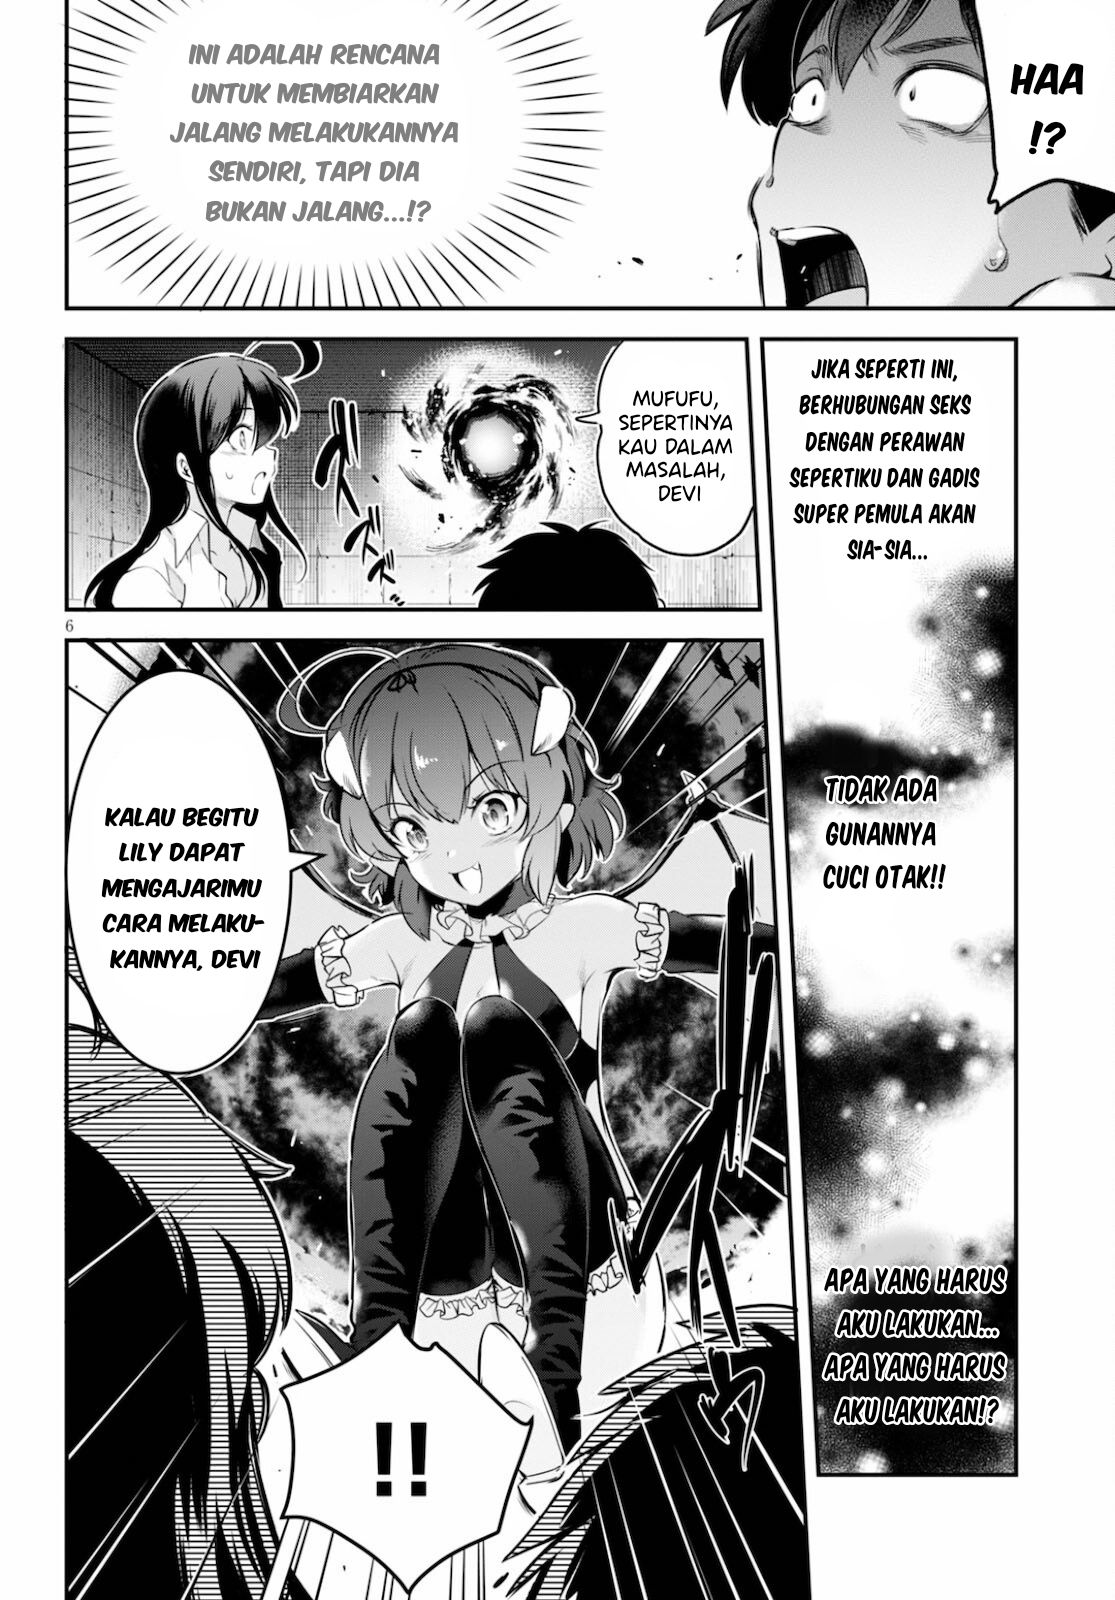 HAA
!?
INI ADALAH RENCANA
UNTUK MEMBIARKAN
JALANG MELAKUKANNYA
SENDIRI, TAPI DIA
BUKAN JALANG...!?
JIKA SEPERTI INI,
BERHUBUNGAN SEKS
DENGAN PERAWAN
SEPERTIKU DAN GADIS
SUPER PEMULA AKAN
SIA-SIA...
TIDAK ADA
GUNANNYA
CUCI OTAK!!
APA YANG HARUS
AKU LAKUKAN...
APA YANG HARUS
AKU LAKUKAN!?
MUFUFU,
SEPERTINYA
KAU DALAM
MASALAH,
DEVI
6
KALAU BEGITU
LILY DAPAT
MENGAJARIMU
CARA MELAKU-
KANNYA, DEVI
!!